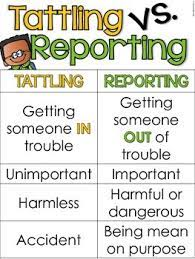 Tattling vs.
Reporting
TATTLING REPORTING
Getting
someone IN
trouble
Getting
someone
OUT of
trouble
Unimportant Important
Harmless
Harmful or
dangerous
Accident
Being mean
on purpose